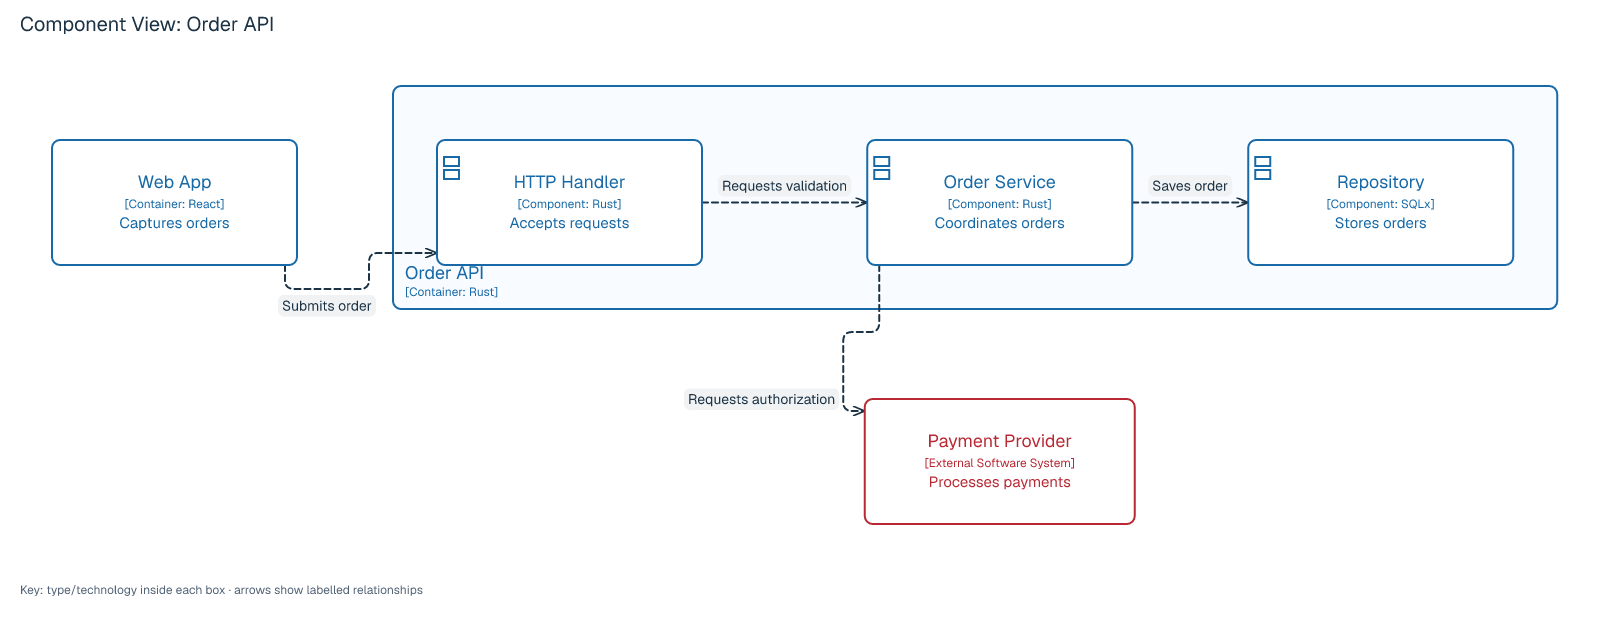 Component View: Order API
Web App
[Container: React]
Captures orders
Submits order
HTTP Handler
[Component: Rust]
Accepts requests
Order API
[Container: Rust]
Requests validation
Order Service
[Component: Rust]
Coordinates orders
Saves order
Repository
[Component: SQLx]
Stores orders
Requests authorization
Payment Provider
[External Software System]
Processes payments
Key: type/technology inside each box · arrows show labelled relationships